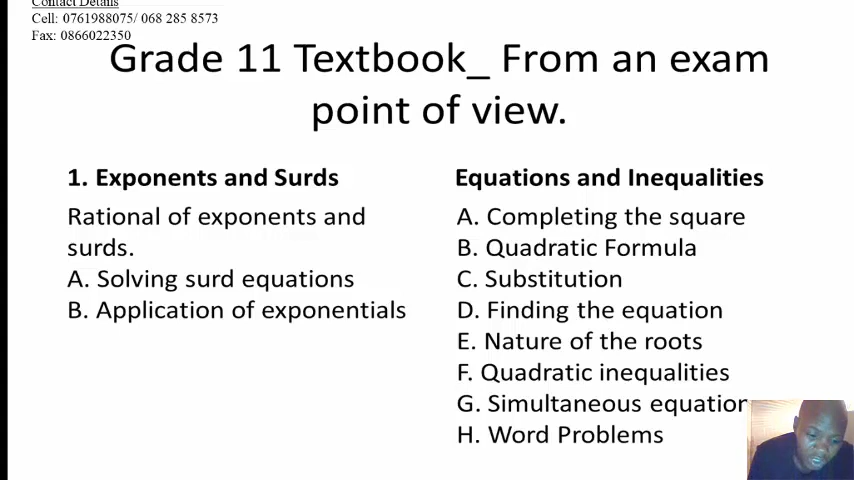 Contact Details
Cell: 0761988075/ 068 285 8573
Fax: 0866022350
Grade 11 Textbook_ From an exam
point of view.
1. Exponents and Surds
Rational of exponents and
surds.
A. Solving surd equations
B. Application of exponentials
Equations and Inequalities
A. Completing the square
B. Quadratic Formula
C. Substitution
D. Finding the equation
E. Nature of the roots
F. Quadratic inequalities
G. Simultaneous equation
H. Word Problems